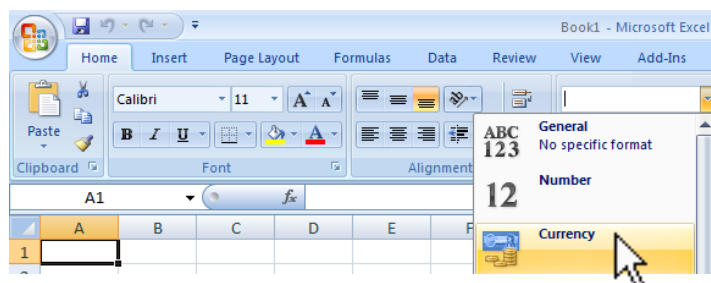 Book1 - Microsoft Excel
Home Insert Page Layout Formulas Data Review View Add-Ins
Calibri 11 A A
Paste B I U A
ABC 123 General
No specific format
Clipboard Font Alignment
12 Number
A1 fx
Currency
A B C D E F
1